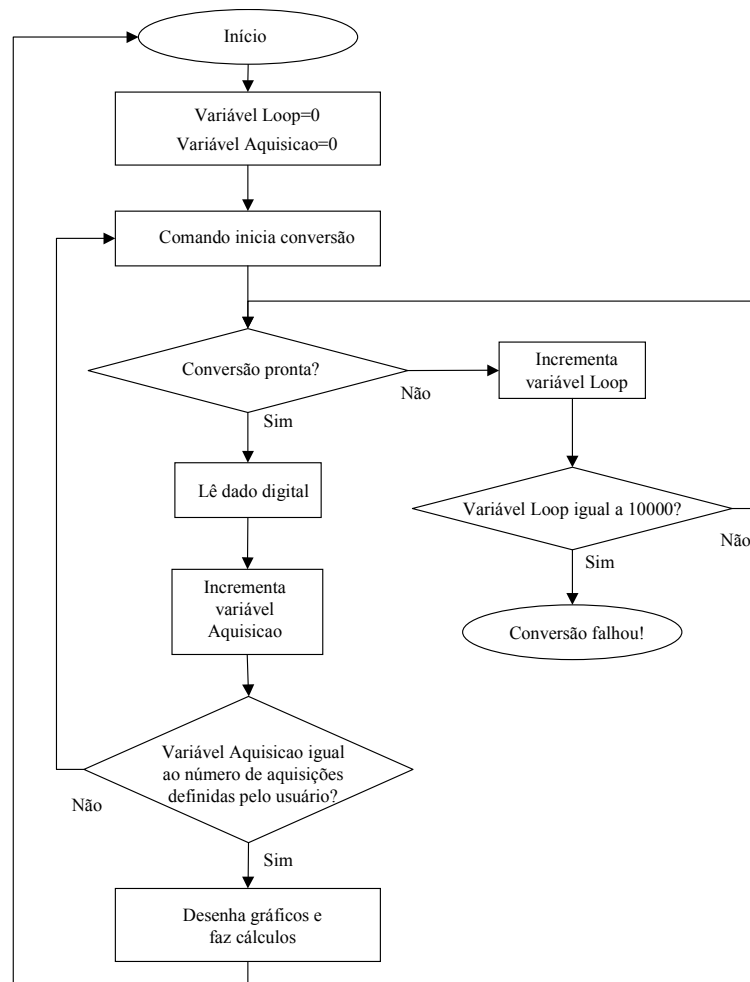 Início
Variável Loop=0
Variável Aquisicao=0
Comando inicia conversão
Conversão pronta?
Não
Incrementa
variável Loop
Sim
Lê dado digital
Variável Loop igual a 10000?
Não
Sim
Incrementa
variável
Aquisicao
Conversão falhou!
Variável Aquisicao igual
ao número de aquisições
definidas pelo usuário?
Não
Sim
Desenha gráficos e
faz cálculos